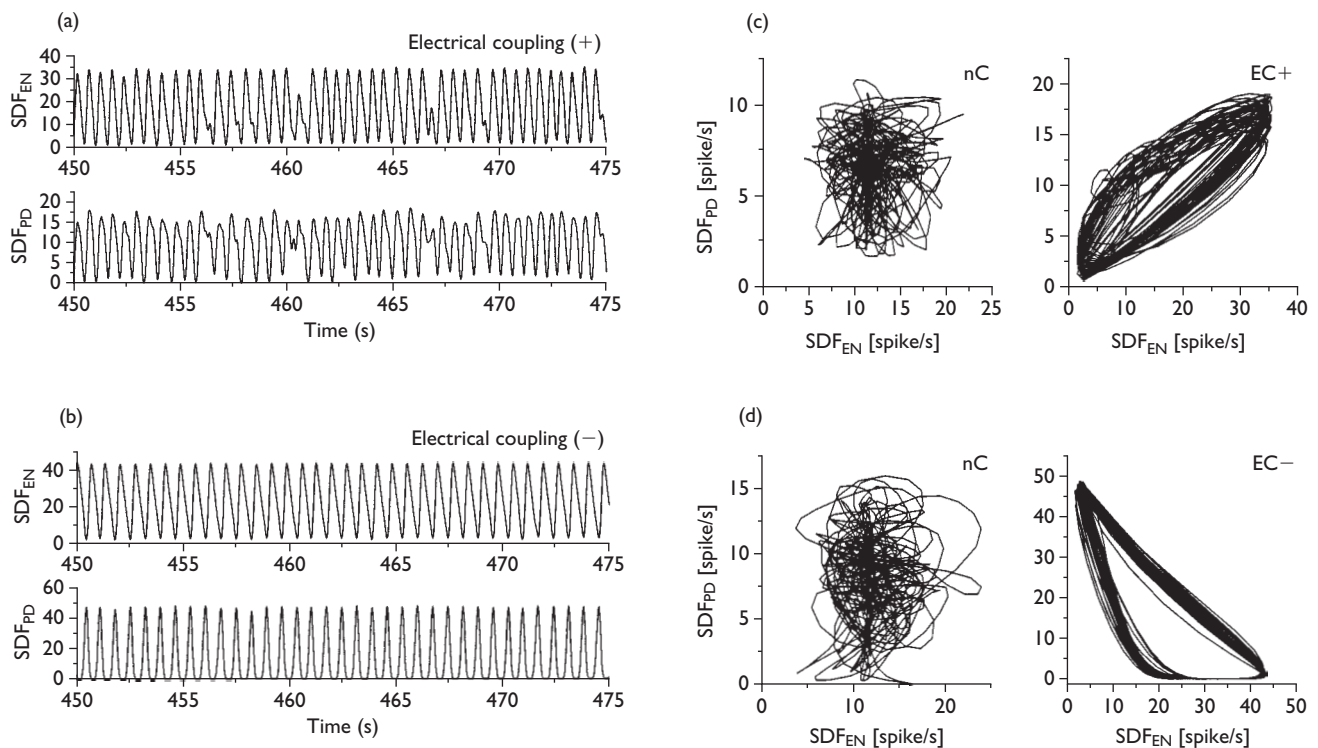 (a)
Electrical coupling (+)
SDF_EN
40
30
20
10
0
450 455 460 465 470 475
SDF_PD
20
15
10
5
0
450 455 460 465 470 475
Time (s)
(b)
Electrical coupling (−)
SDF_EN
40
20
0
450 455 460 465 470 475
SDF_PD
60
40
20
0
450 455 460 465 470 475
Time (s)
(c)
nC
SDF_PD [spike/s]
10
5
0
0 5 10 15 20 25
SDF_EN [spike/s]
EC+
20
15
10
5
0
0 10 20 30 40
SDF_EN [spike/s]
(d)
nC
SDF_PD [spike/s]
15
10
5
0
0 10 20
SDF_EN [spike/s]
EC−
50
40
30
20
10
0
0 10 20 30 40 50
SDF_EN [spike/s]